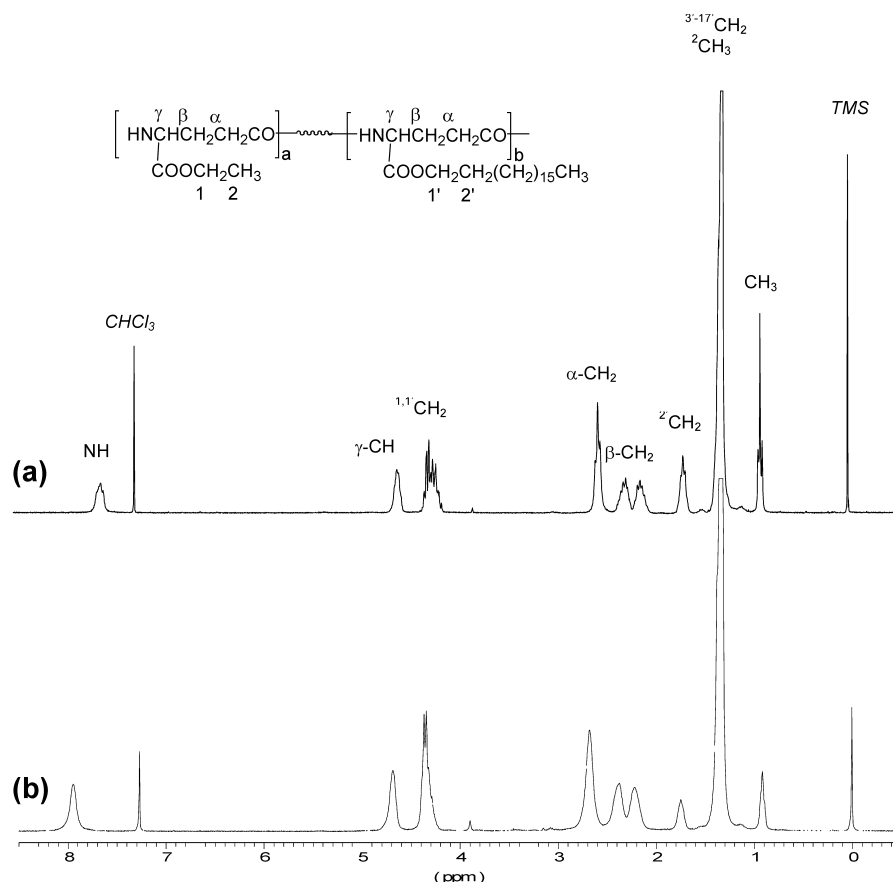 3'-17'CH2
2CH3
TMS
γ β α γ β α
[HNCHCH2CH2CO]a [HNCHCH2CH2CO]b
COOCH2CH3 COOCH2CH2(CH2)15CH3
1 2 1' 2'
CH3
CHCl3
α-CH2
1,1'CH2
2'CH2
γ-CH
β-CH2
NH
(a)
(b)
8 7 6 5 4 3 2 1 0
(ppm)